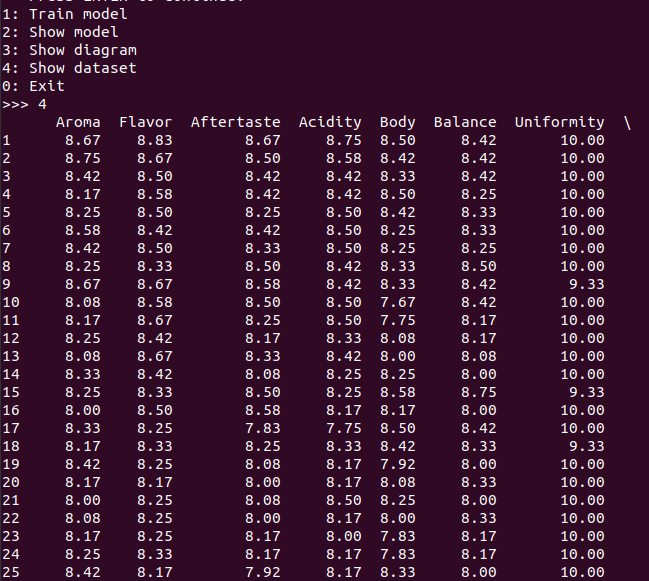 1: Train model
2: Show model
3: Show diagram
4: Show dataset
0: Exit
>>> 4
      Aroma  Flavor  Aftertaste  Acidity  Body  Balance  Uniformity  \
1      8.67    8.83        8.67     8.75  8.50     8.42       10.00
2      8.75    8.67        8.50     8.58  8.42     8.42       10.00
3      8.42    8.50        8.42     8.42  8.33     8.42       10.00
4      8.17    8.58        8.42     8.42  8.50     8.25       10.00
5      8.25    8.50        8.25     8.50  8.42     8.33       10.00
6      8.58    8.42        8.42     8.50  8.25     8.33       10.00
7      8.42    8.50        8.33     8.50  8.25     8.25       10.00
8      8.25    8.33        8.50     8.42  8.33     8.50       10.00
9      8.67    8.67        8.58     8.42  8.33     8.42        9.33
10     8.08    8.58        8.50     8.50  7.67     8.42       10.00
11     8.17    8.67        8.25     8.50  7.75     8.17       10.00
12     8.25    8.42        8.17     8.33  8.08     8.17       10.00
13     8.08    8.67        8.33     8.42  8.00     8.08       10.00
14     8.33    8.42        8.08     8.25  8.25     8.00       10.00
15     8.25    8.33        8.50     8.25  8.58     8.75        9.33
16     8.00    8.50        8.58     8.17  8.17     8.00       10.00
17     8.33    8.25        7.83     7.75  8.50     8.42       10.00
18     8.17    8.33        8.25     8.33  8.42     8.33        9.33
19     8.42    8.25        8.08     8.17  7.92     8.00       10.00
20     8.17    8.17        8.00     8.17  8.08     8.33       10.00
21     8.00    8.25        8.08     8.50  8.25     8.00       10.00
22     8.08    8.25        8.00     8.17  8.00     8.33       10.00
23     8.17    8.25        8.17     8.00  7.83     8.17       10.00
24     8.25    8.33        8.17     8.17  7.83     8.17       10.00
25     8.42    8.17        7.92     8.17  8.33     8.00       10.00